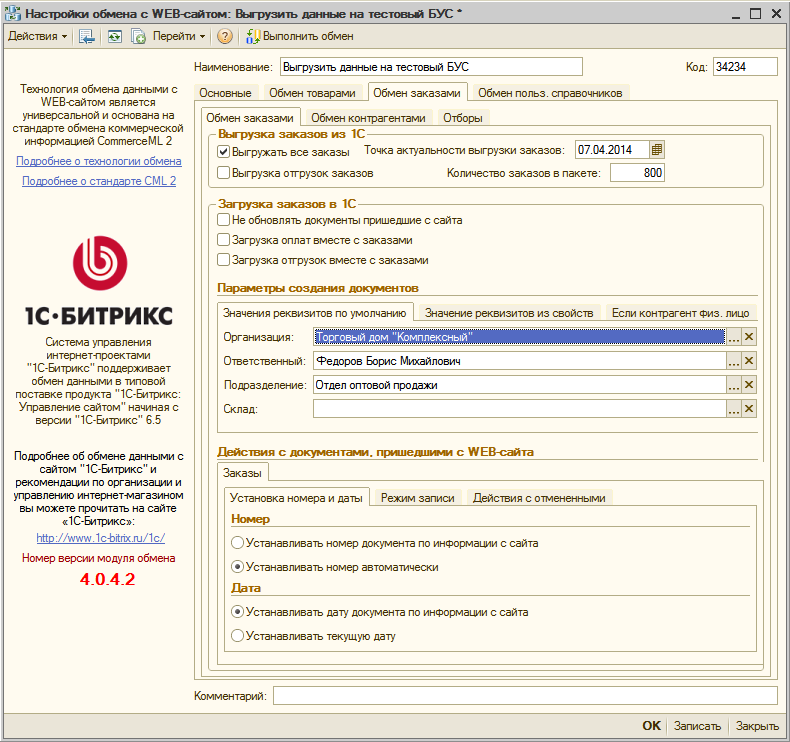 Настройки обмена с WEB-сайтом: Выгрузить данные на тестовый БУС *
Действия Перейти ? Выполнить обмен
Технология обмена данными с
WEB-сайтом является
универсальной и основана на
стандарте обмена коммерческой
информацией CommerceML 2
Подробнее о технологии обмена
Подробнее о стандарте CML 2
1С·БИТРИКС
Система управления
интернет-проектами
"1С-Битрикс" поддерживает
обмен данными в типовой
поставке продукта "1С-Битрикс:
Управление сайтом" начиная с
версии "1С-Битрикс" 6.5
Подробнее об обмене данными с
сайтом "1С-Битрикс" и
рекомендации по организации и
управлению интернет-магазином
вы можете прочитать на сайте
«1С-Битрикс»:
http://www.1c-bitrix.ru/1c/
Номер версии модуля обмена
4.0.4.2
Наименование: Выгрузить данные на тестовый БУС Код: 34234
Основные Обмен товарами Обмен заказами Обмен польз. справочников
Обмен заказами Обмен контрагентами Отборы
Выгрузка заказов из 1С
Выгружать все заказы Точка актуальности выгрузки заказов: 07.04.2014
Выгрузка отгрузок заказов Количество заказов в пакете: 800
Загрузка заказов в 1С
Не обновлять документы пришедшие с сайта
Загрузка оплат вместе с заказами
Загрузка отгрузок вместе с заказами
Параметры создания документов
Значения реквизитов по умолчанию Значение реквизитов из свойств Если контрагент физ. лицо
Организация: Торговый дом "Комплексный" ...
Ответственный: Федоров Борис Михайлович ...
Подразделение: Отдел оптовой продажи ...
Склад: ...
Действия с документами, пришедшими с WEB-сайта
Заказы
Установка номера и даты Режим записи Действия с отмененными
Номер
Устанавливать номер документа по информации с сайта
Устанавливать номер автоматически
Дата
Устанавливать дату документа по информации с сайта
Устанавливать текущую дату
Комментарий:
OK Записать Закрыть